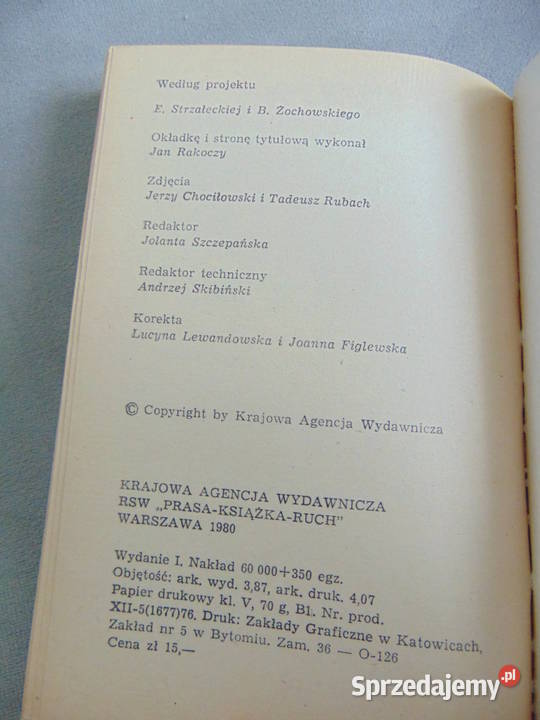 Według projektu
E. Strzałeckiej i B. Żochowskiego
Okładkę i stronę tytułową wykonał
Jan Rakoczy
Zdjęcia
Jerzy Chociłowski i Tadeusz Rubach
Redaktor
Jolanta Szczepańska
Redaktor techniczny
Andrzej Skibiński
Korekta
Lucyna Lewandowska i Joanna Figlewska
© Copyright by Krajowa Agencja Wydawnicza
KRAJOWA AGENCJA WYDAWNICZA
RSW „PRASA-KSIĄŻKA-RUCH”
WARSZAWA 1980
Wydanie I. Nakład 60 000+350 egz.
Objętość: ark. wyd. 3,87, ark. druk. 4,07
Papier drukowy kl. V, 70 g, B1. Nr. prod.
XII-5(1677)76. Druk: Zakłady Graficzne w Katowicach,
Zakład nr 5 w Bytomiu. Zam. 36 — O-126
Cena zł 15,—
Sprzedajemy.pl